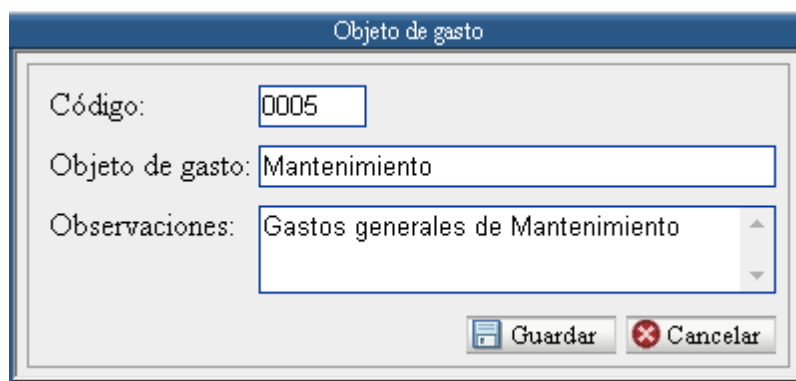 Objeto de gasto
Código: 0005
Objeto de gasto: Mantenimiento
Observaciones: Gastos generales de Mantenimiento
Guardar Cancelar